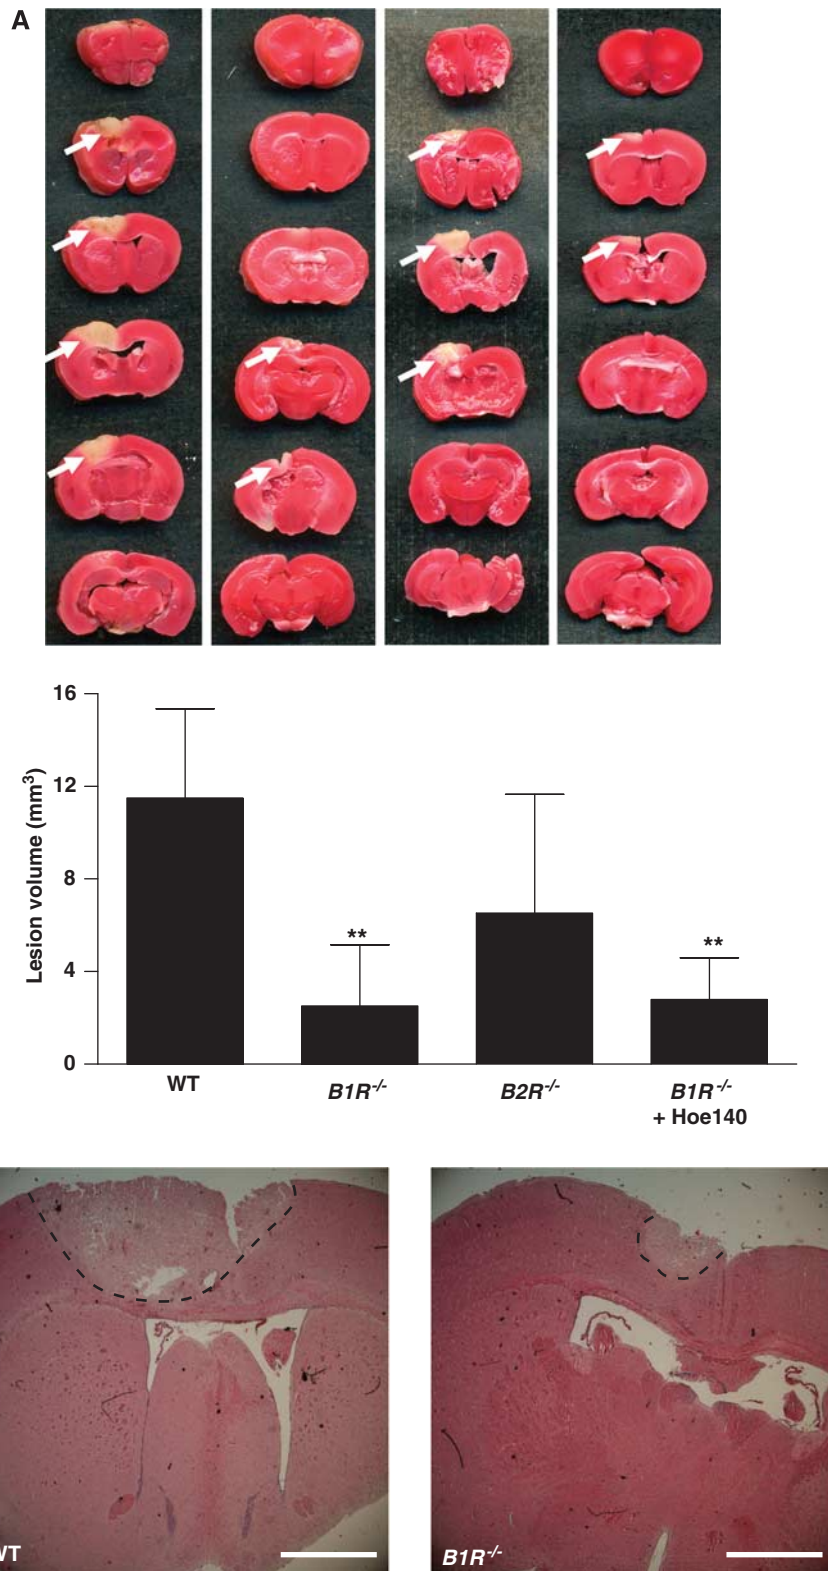 A
16
12
8
4
0
Lesion volume (mm³)
**
**
WT
B1R-/-
B2R-/-
B1R-/-
+ Hoe140
WT
B1R-/-